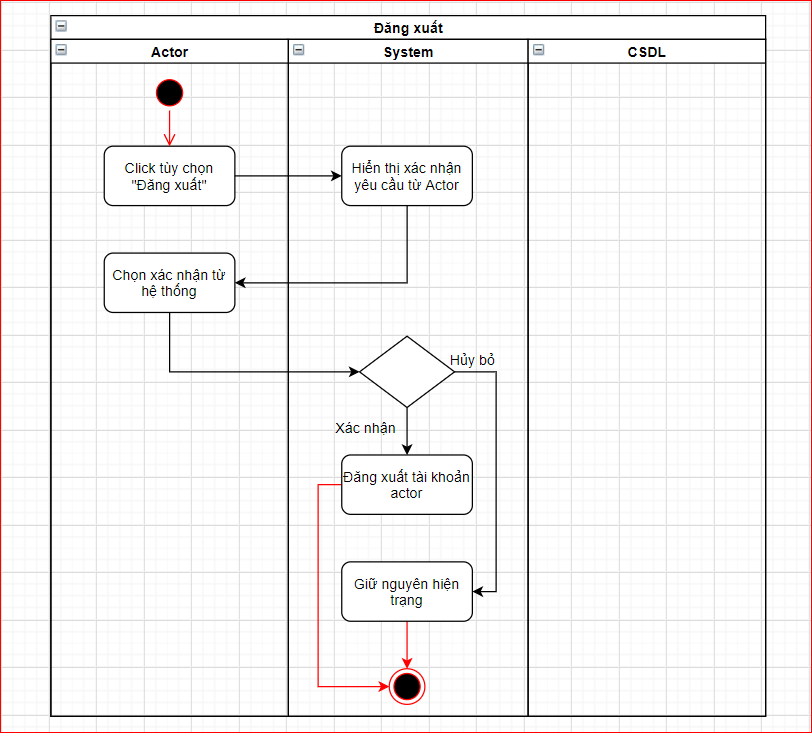 Đăng xuất
Actor
System
CSDL
Click tùy chọn
"Đăng xuất"
Hiển thị xác nhận
yêu cầu từ Actor
Chọn xác nhận từ
hệ thống
Hủy bỏ
Xác nhận
Đăng xuất tài khoản
actor
Giữ nguyên hiện
trạng